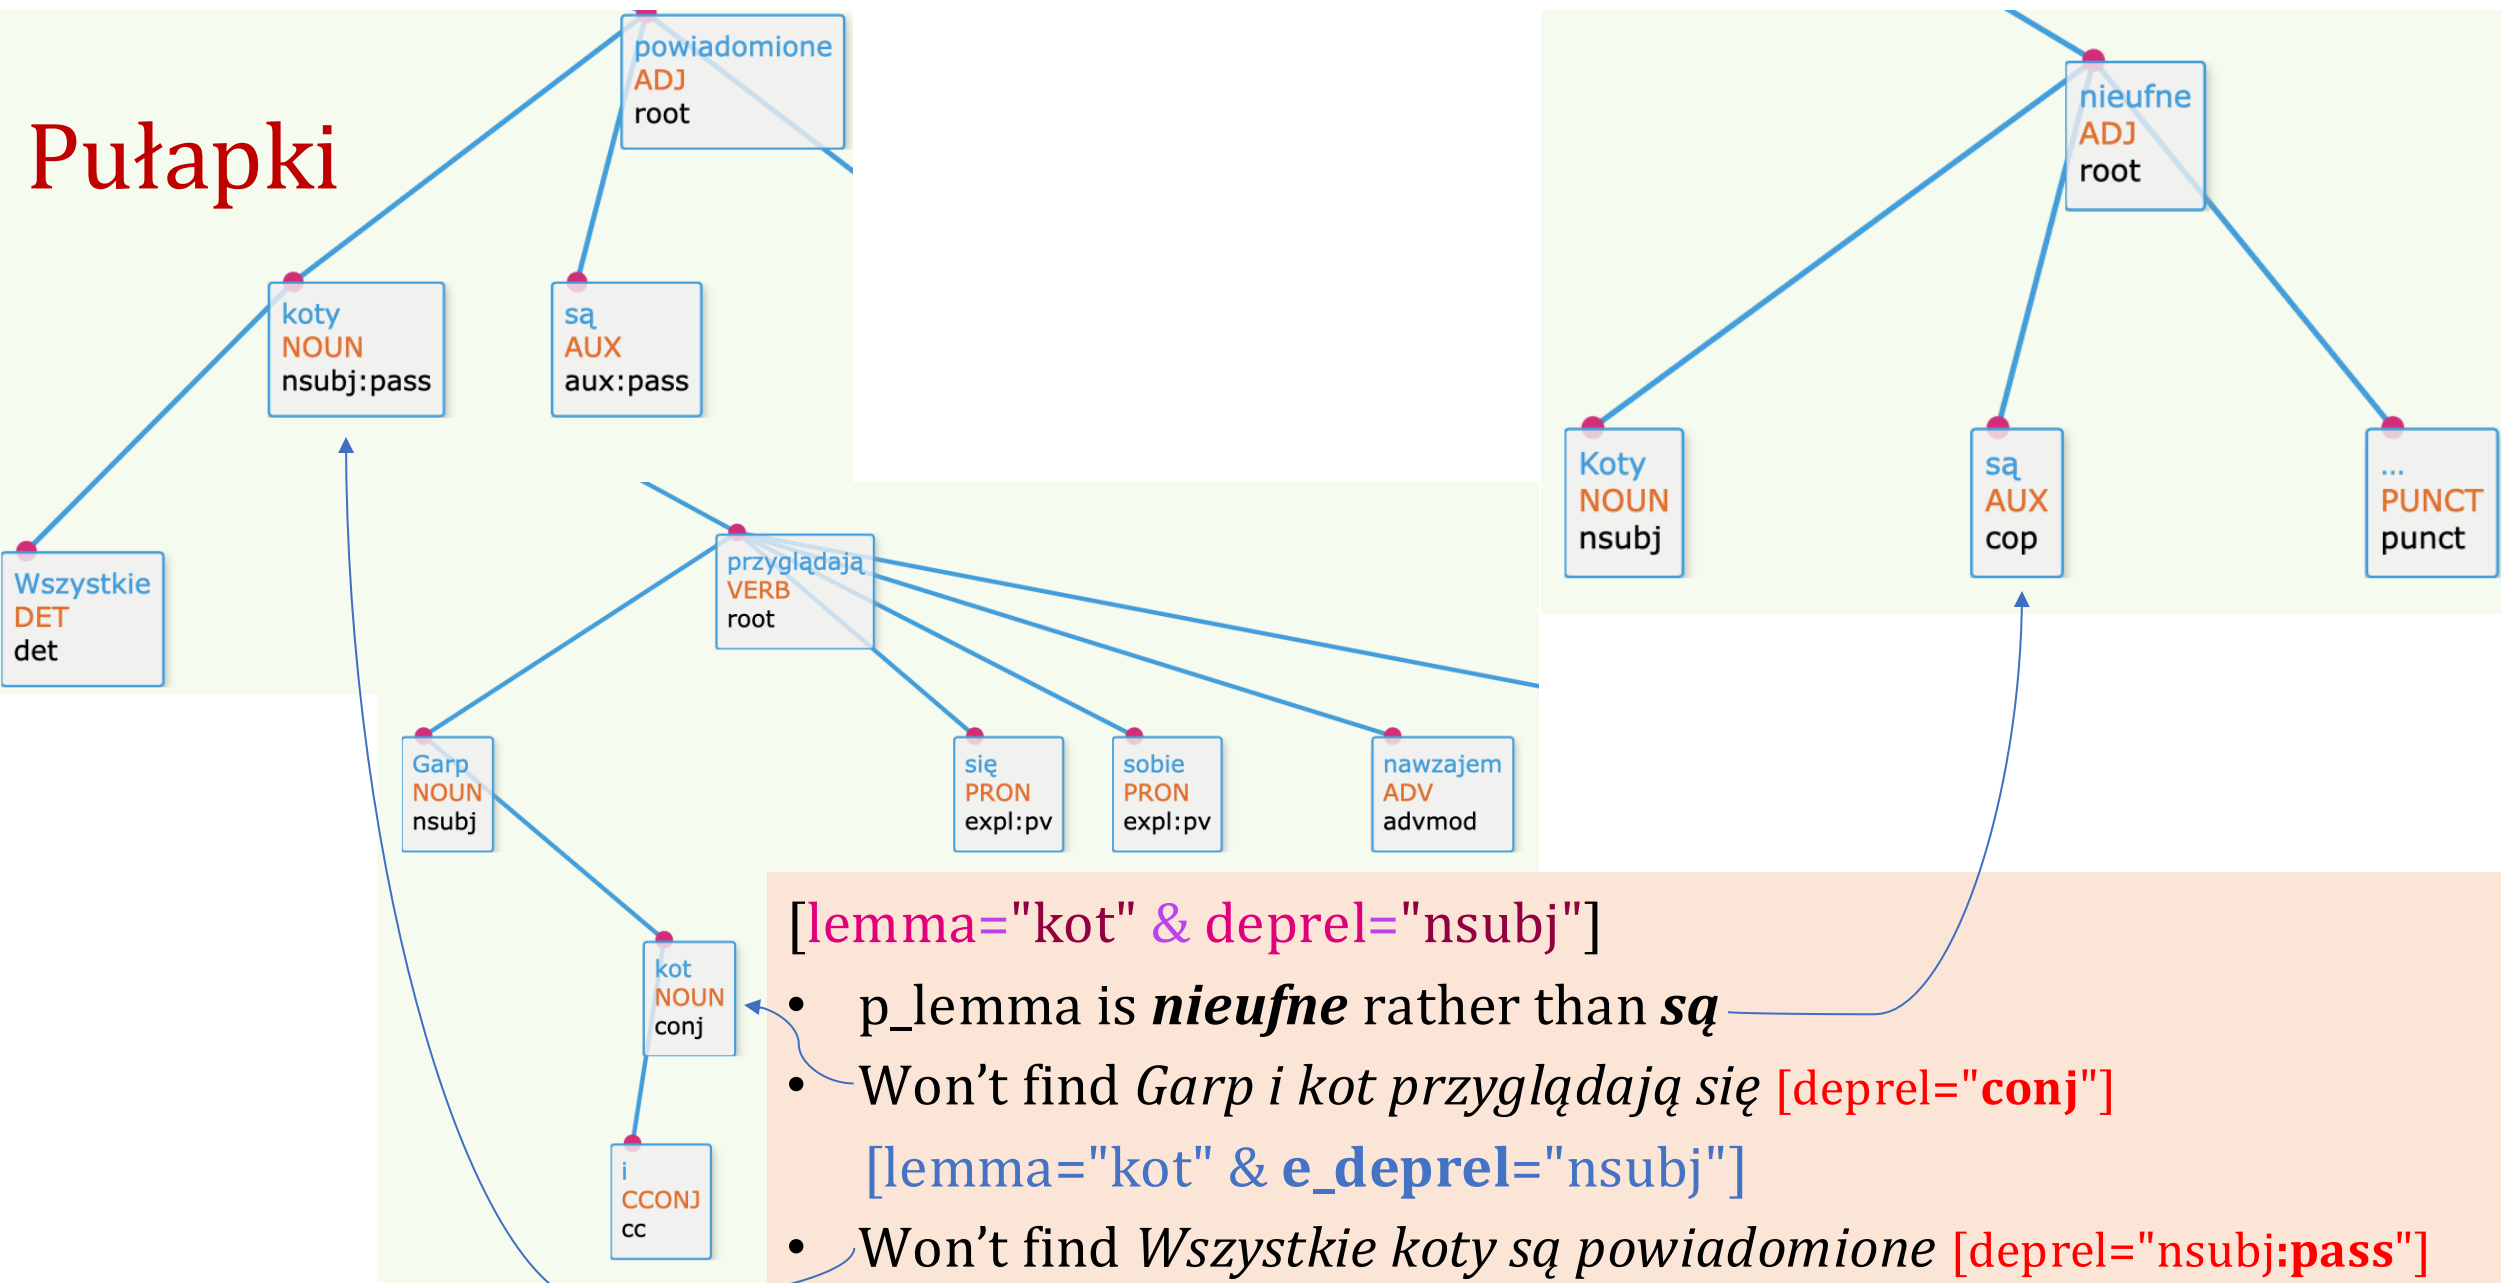 Pułapki
powiadomione
ADJ
root
koty
NOUN
nsubj:pass
są
AUX
aux:pass
Wszystkie
DET
det
nieufne
ADJ
root
Koty
NOUN
nsubj
są
AUX
cop
...
PUNCT
punct
przyglądają
VERB
root
Garp
NOUN
nsubj
się
PRON
expl:pv
sobie
PRON
expl:pv
nawzajem
ADV
advmod
kot
NOUN
conj
i
CCONJ
cc
[lemma="kot" & deprel="nsubj"]
• p_lemma is nieufne rather than są
• Won’t find Garp i kot przyglądają się [deprel="conj"]
[lemma="kot" & e_deprel="nsubj"]
• Won’t find Wszystkie koty są powiadomione [deprel="nsubj:pass"]